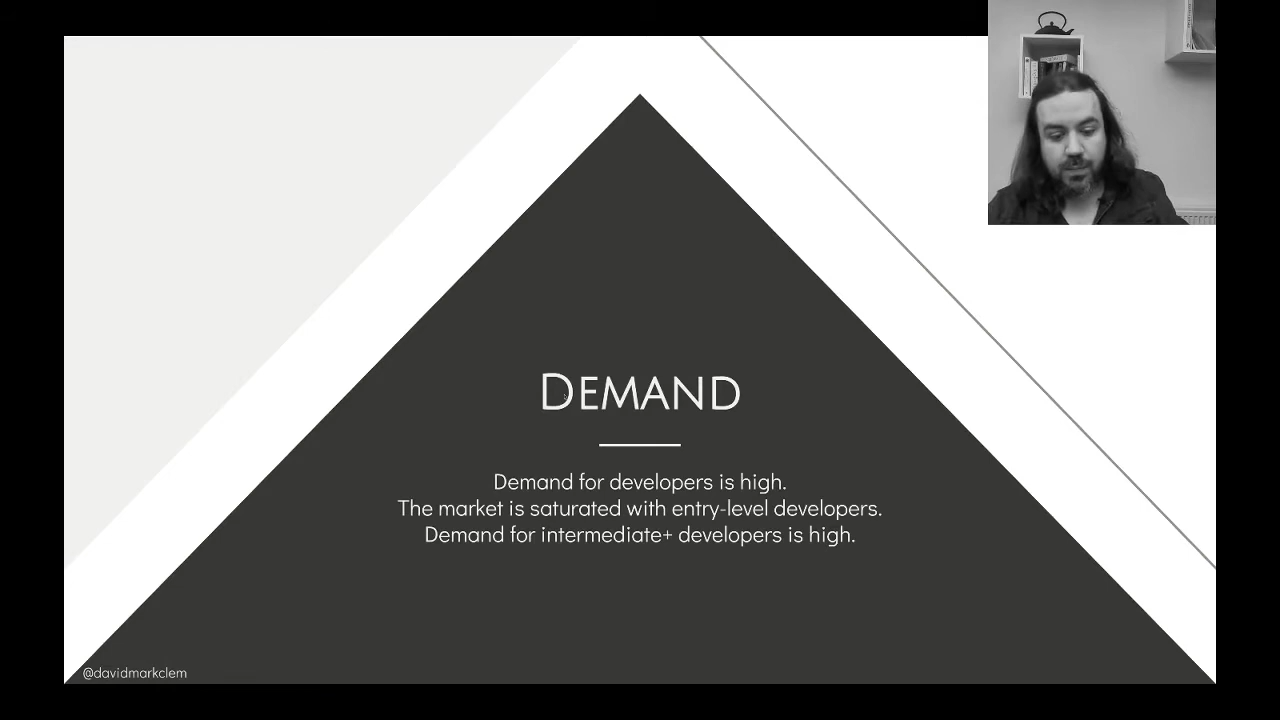 DEMAND
Demand for developers is high.
The market is saturated with entry-level developers.
Demand for intermediate+ developers is high.
@davidmarkclem